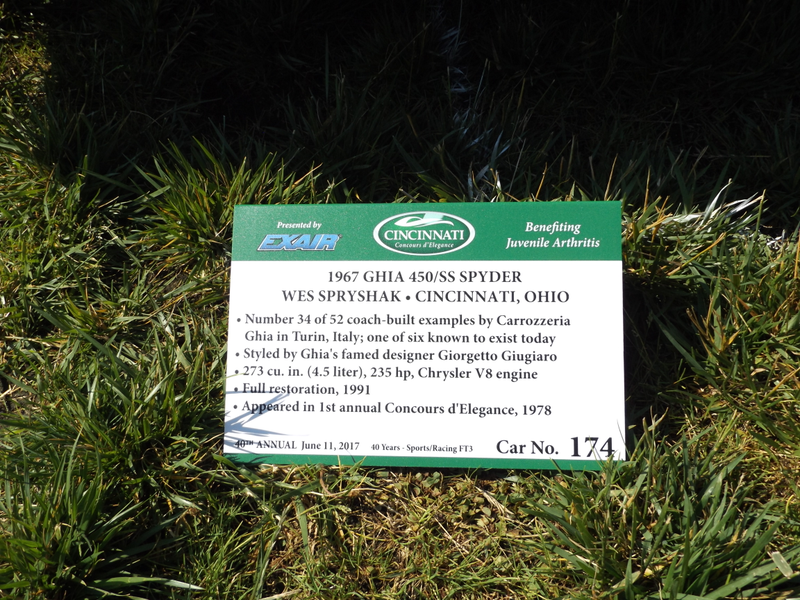 Presented by
EXAIR
CINCINNATI
Concours d'Elegance
Benefiting
Juvenile Arthritis
1967 GHIA 450/SS SPYDER
WES SPRYSHAK • CINCINNATI, OHIO
• Number 34 of 52 coach-built examples by Carrozzeria
Ghia in Turin, Italy; one of six known to exist today
• Styled by Ghia's famed designer Giorgetto Giugiaro
• 273 cu. in. (4.5 liter), 235 hp, Chrysler V8 engine
• Full restoration, 1991
• Appeared in 1st annual Concours d'Elegance, 1978
40TH ANNUAL June 11, 2017 40 Years - Sports/Racing FT3 Car No. 174